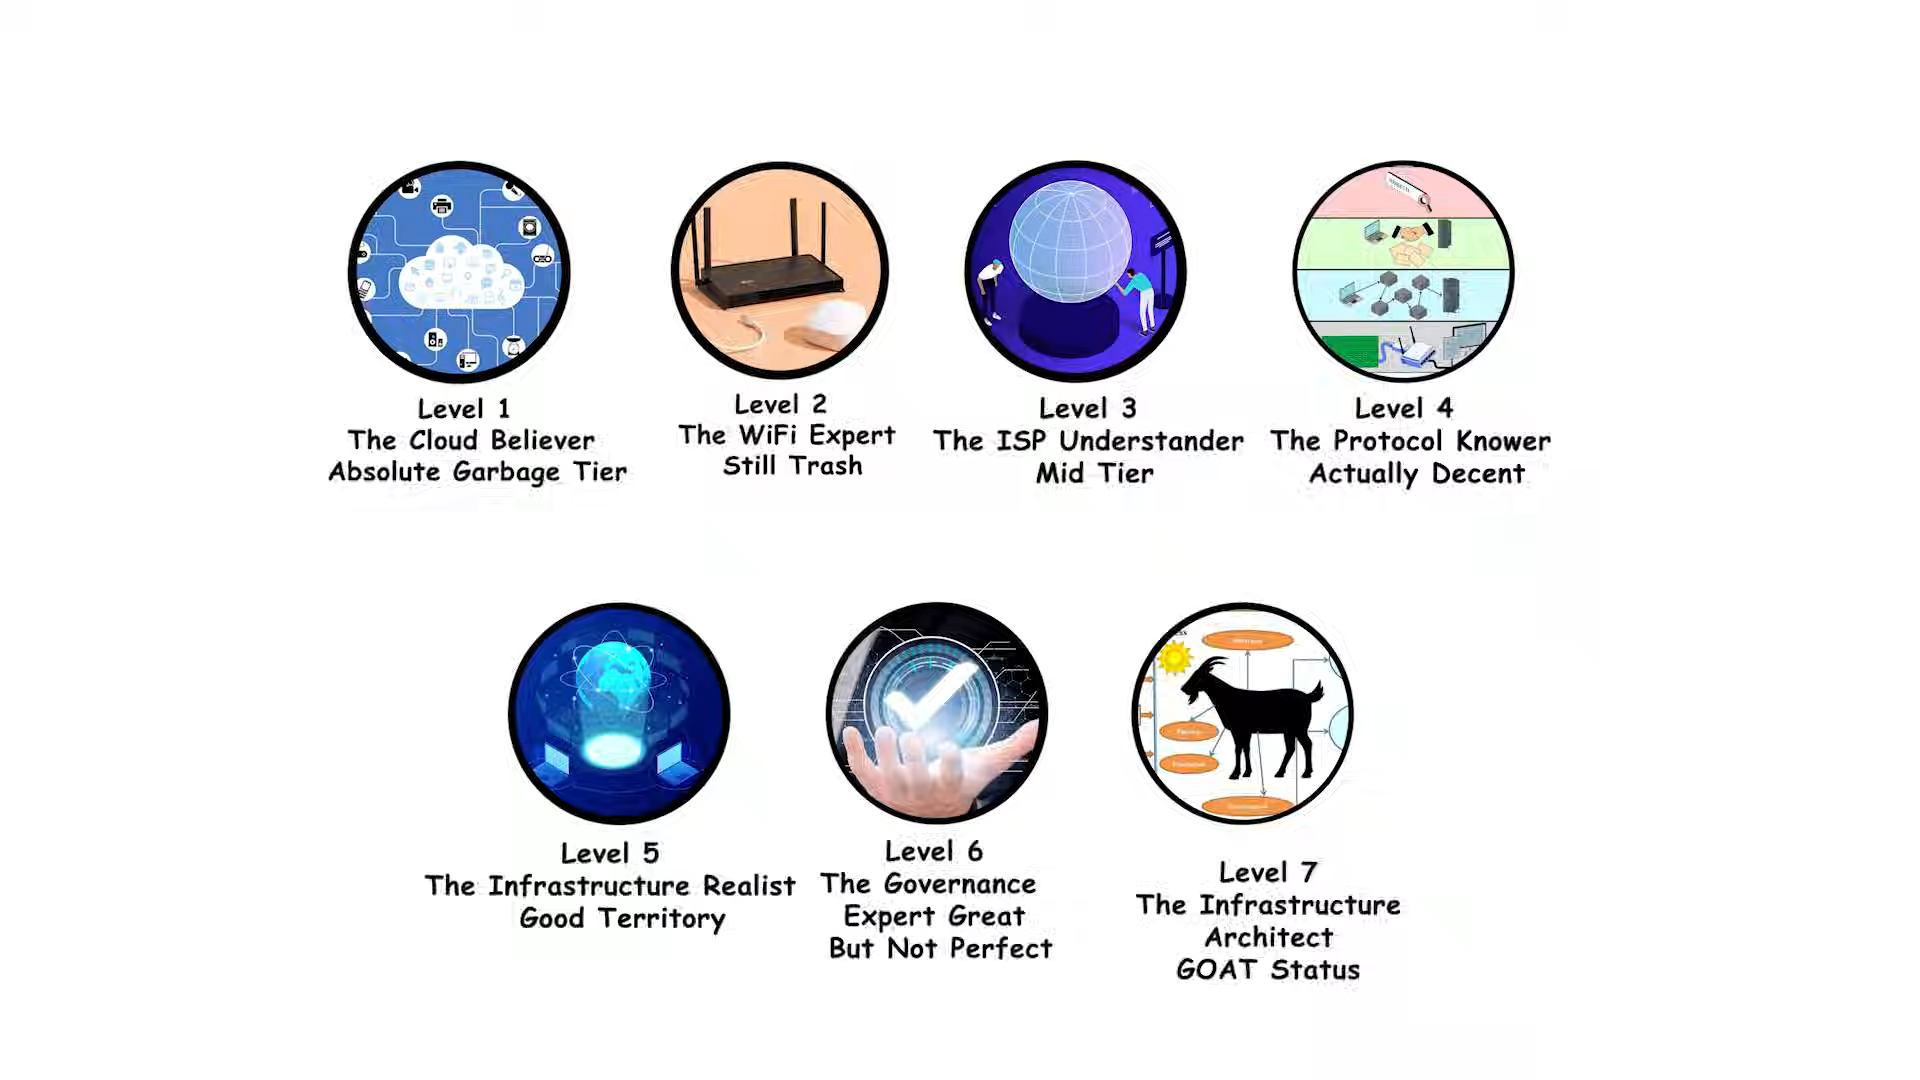 Level 1
The Cloud Believer
Absolute Garbage Tier
Level 2
The WiFi Expert
Still Trash
Level 3
The ISP Understander
Mid Tier
Level 4
The Protocol Knower
Actually Decent
Level 5
The Infrastructure Realist
Good Territory
Level 6
The Governance
Expert Great
But Not Perfect
Level 7
The Infrastructure
Architect
GOAT Status